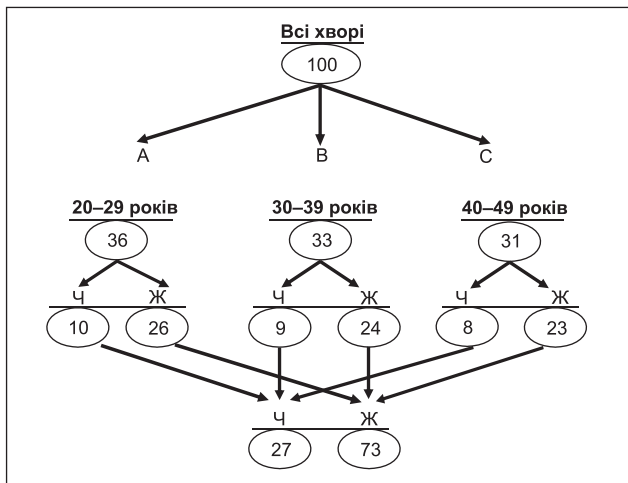 Всі хворі
100
А В С
20–29 років 30–39 років 40–49 років
36 33 31
Ч Ж Ч Ж Ч Ж
10 26 9 24 8 23
Ч Ж
27 73